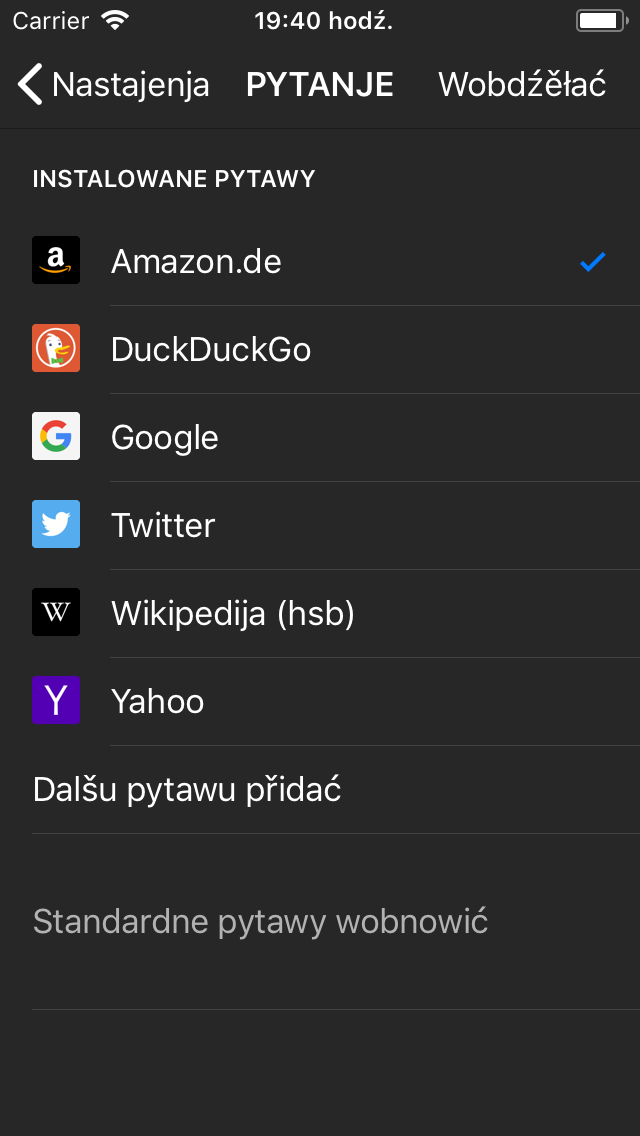 Carrier 19:40 hodź.
Nastajenja PYTANJE Wobdźěłać
INSTALOWANE PYTAWY
Amazon.de
DuckDuckGo
Google
Twitter
Wikipedija (hsb)
Yahoo
Dalšu pytawu přidać
Standardne pytawy wobnowić